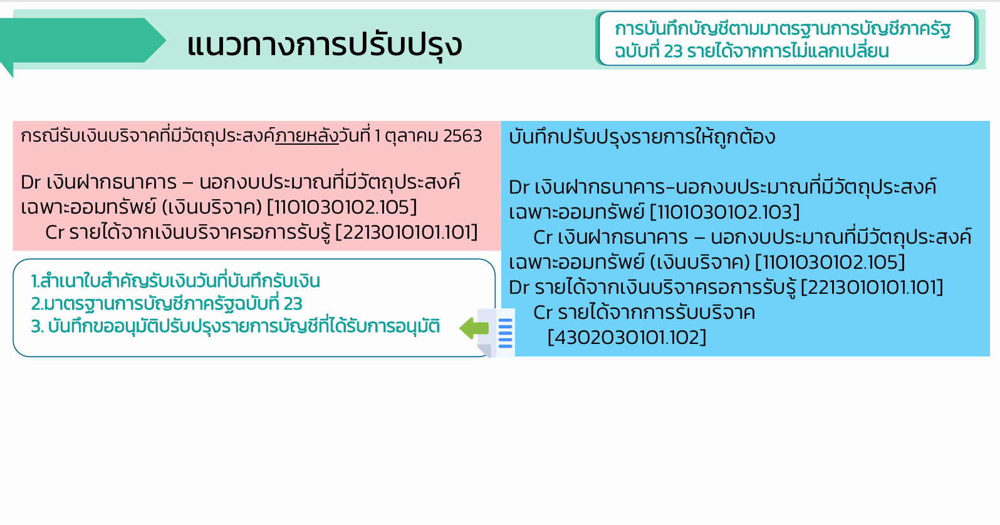 แนวทางการปรับปรุง
การบันทึกบัญชีตามมาตรฐานการบัญชีภาครัฐ
ฉบับที่ 23 รายได้จากการไม่แลกเปลี่ยน
กรณีรับเงินบริจาคที่มีวัตถุประสงค์ภายหลังวันที่ 1 ตุลาคม 2563
Dr เงินฝากธนาคาร – นอกงบประมาณที่มีวัตถุประสงค์
เฉพาะออมทรัพย์ (เงินบริจาค) [1101030102.105]
Cr รายได้จากเงินบริจาครอการรับรู้ [2213010101.101]
1.สำเนาใบสำคัญรับเงินวันที่บันทึกรับเงิน
2.มาตรฐานการบัญชีภาครัฐฉบับที่ 23
3. บันทึกขออนุมัติปรับปรุงรายการบัญชีที่ได้รับการอนุมัติ
บันทึกปรับปรุงรายการให้ถูกต้อง
Dr เงินฝากธนาคาร-นอกงบประมาณที่มีวัตถุประสงค์
เฉพาะออมทรัพย์ [1101030102.103]
Cr เงินฝากธนาคาร – นอกงบประมาณที่มีวัตถุประสงค์
เฉพาะออมทรัพย์ (เงินบริจาค) [1101030102.105]
Dr รายได้จากเงินบริจาครอการรับรู้ [2213010101.101]
Cr รายได้จากการรับบริจาค
[4302030101.102]